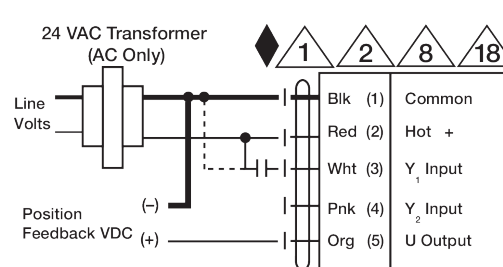 24 VAC Transformer
(AC Only)
1 2 8 18
Line
Volts
Blk (1) Common
Red (2) Hot +
Wht (3) Y1 Input
Pnk (4) Y2 Input
Org (5) U Output
Position
Feedback VDC
(–)
(+)